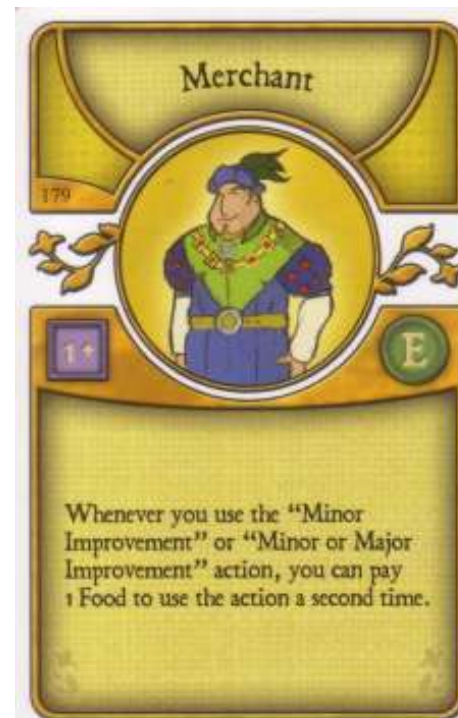 Merchant
179
1+
E
Whenever you use the “Minor
Improvement” or “Minor or Major
Improvement” action, you can pay
1 Food to use the action a second time.